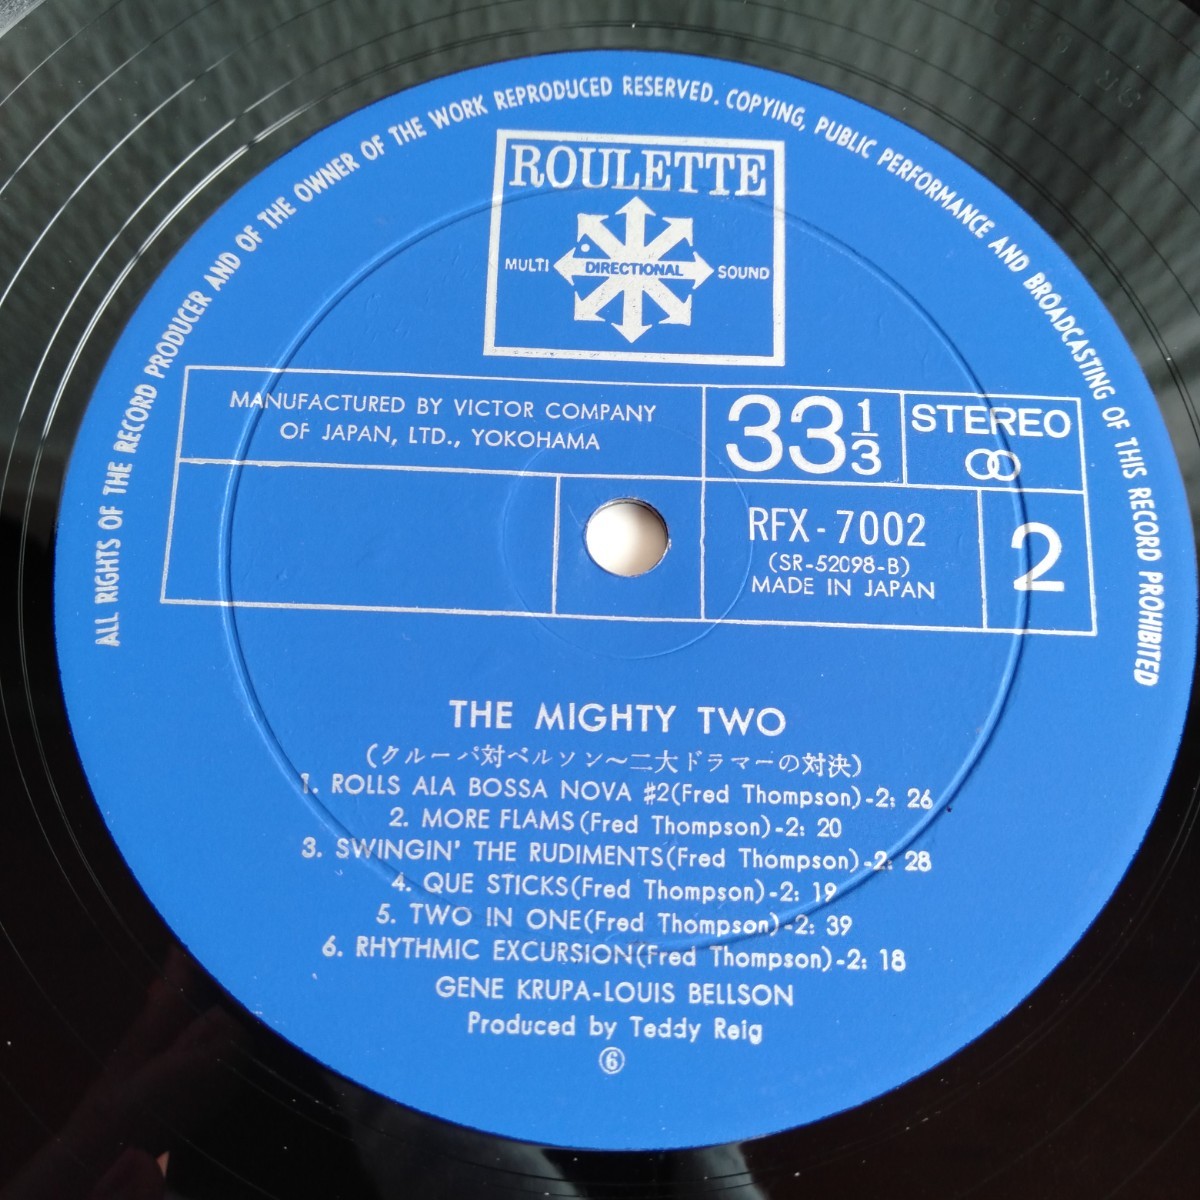 ALL RIGHTS OF THE RECORD PRODUCER AND OF THE OWNER OF THE WORK REPRODUCED RESERVED. COPYING, PUBLIC PERFORMANCE AND BROADCASTING OF THIS RECORD PROHIBITED
ROULETTE
MULTI DIRECTIONAL SOUND
MANUFACTURED BY VICTOR COMPANY
OF JAPAN, LTD., YOKOHAMA
33 1/3
STEREO
RFX-7002
(SR-52098-B)
MADE IN JAPAN
2
THE MIGHTY TWO
(クルーパ対ベルソン〜二大ドラマーの対決)
1. ROLLS ALA BOSSA NOVA ♯2(Fred Thompson)-2: 26
2. MORE FLAMS(Fred Thompson)-2: 20
3. SWINGIN' THE RUDIMENTS(Fred Thompson)-2: 28
4. QUE STICKS(Fred Thompson)-2: 19
5. TWO IN ONE(Fred Thompson)-2: 39
6. RHYTHMIC EXCURSION(Fred Thompson)-2: 18
GENE KRUPA-LOUIS BELLSON
Produced by Teddy Reig
⑥